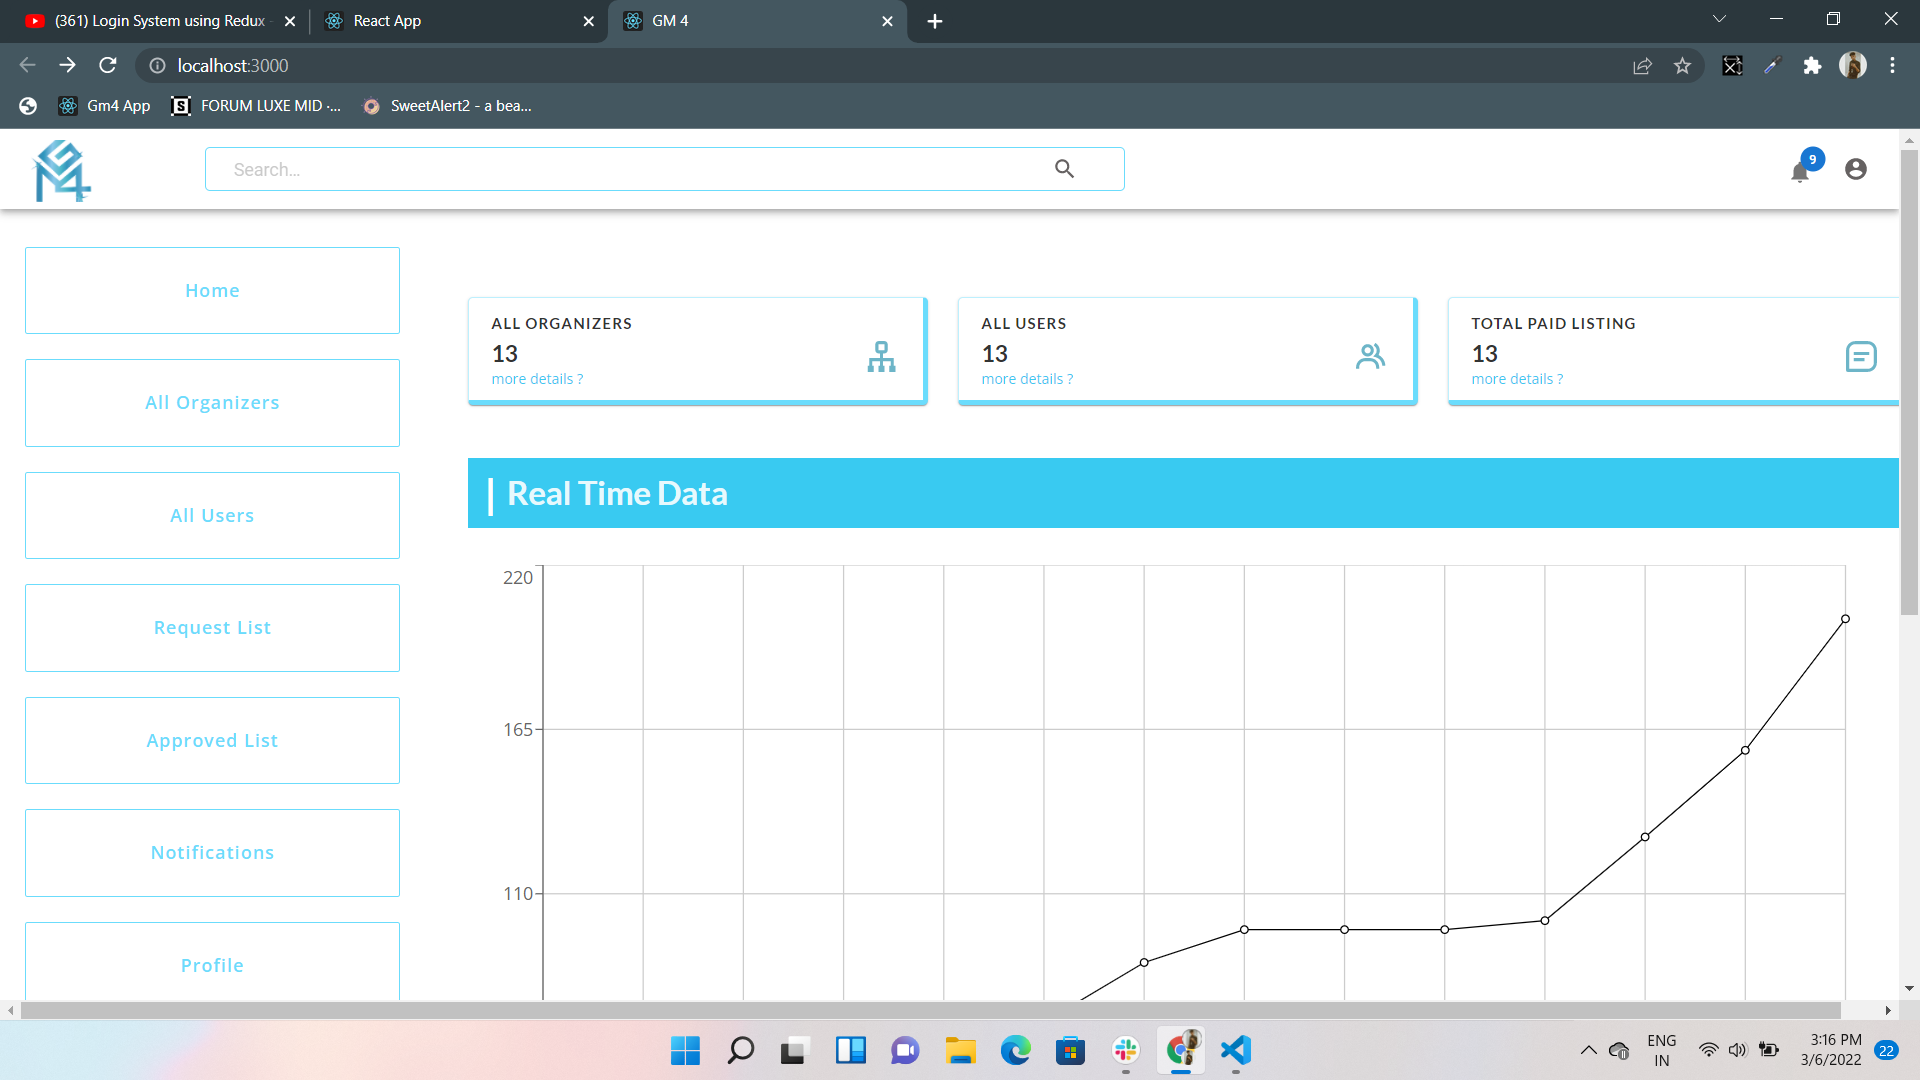 (361) Login System using Redux
React App
GM 4
localhost:3000
Gm4 App
FORUM LUXE MID -...
SweetAlert2 - a bea...
GM4
Search...
9
Home
All Organizers
All Users
Request List
Approved List
Notifications
Profile
ALL ORGANIZERS
13
more details ?
ALL USERS
13
more details ?
TOTAL PAID LISTING
13
more details ?
| Real Time Data
220
165
110
ENG
IN
3:16 PM
3/6/2022
22